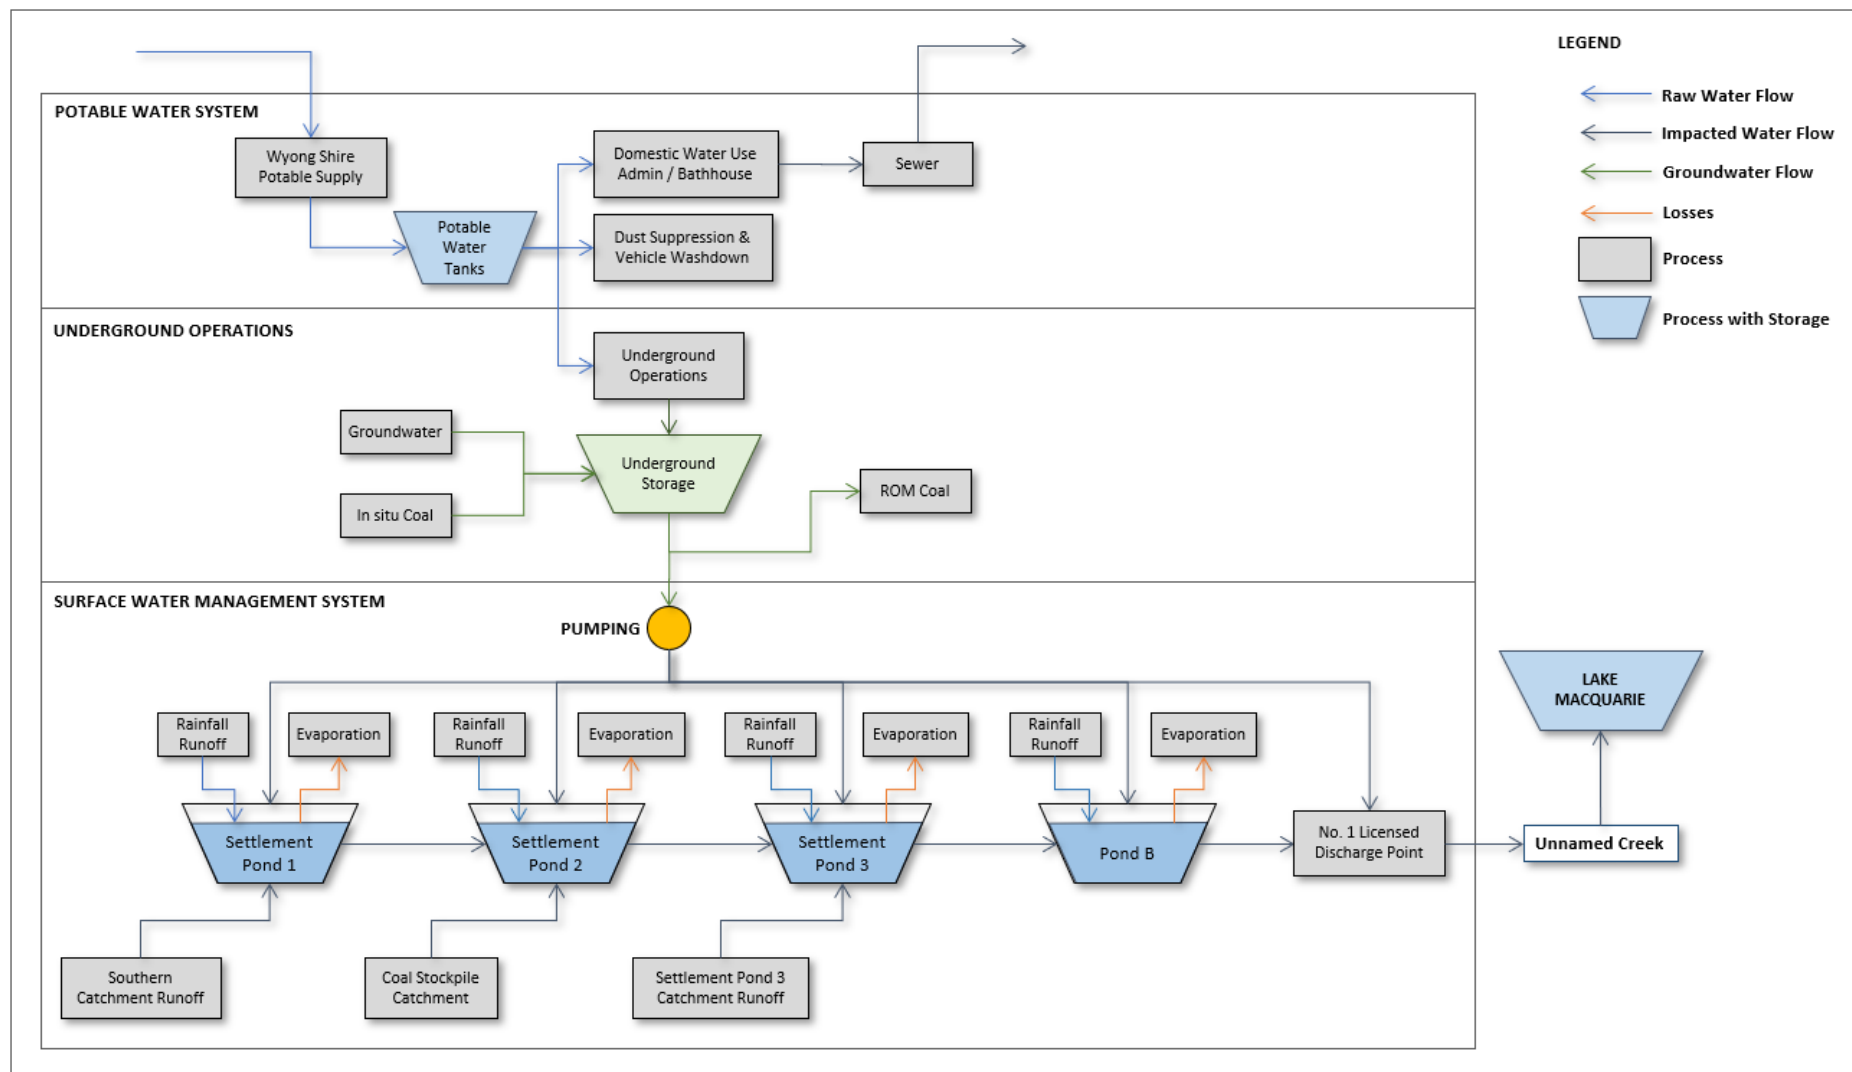 LEGEND
Raw Water Flow
Impacted Water Flow
Groundwater Flow
Losses
Process
Process with Storage
POTABLE WATER SYSTEM
Wyong Shire
Potable Supply
Potable
Water
Tanks
Domestic Water Use
Admin / Bathhouse
Sewer
Dust Suppression &
Vehicle Washdown
UNDERGROUND OPERATIONS
Underground
Operations
Groundwater
In situ Coal
Underground
Storage
ROM Coal
SURFACE WATER MANAGEMENT SYSTEM
PUMPING
Rainfall
Runoff
Evaporation
Rainfall
Runoff
Evaporation
Rainfall
Runoff
Evaporation
Rainfall
Runoff
Evaporation
Settlement
Pond 1
Settlement
Pond 2
Settlement
Pond 3
Pond B
No. 1 Licensed
Discharge Point
Unnamed Creek
LAKE
MACQUARIE
Southern
Catchment Runoff
Coal Stockpile
Catchment
Settlement Pond 3
Catchment Runoff